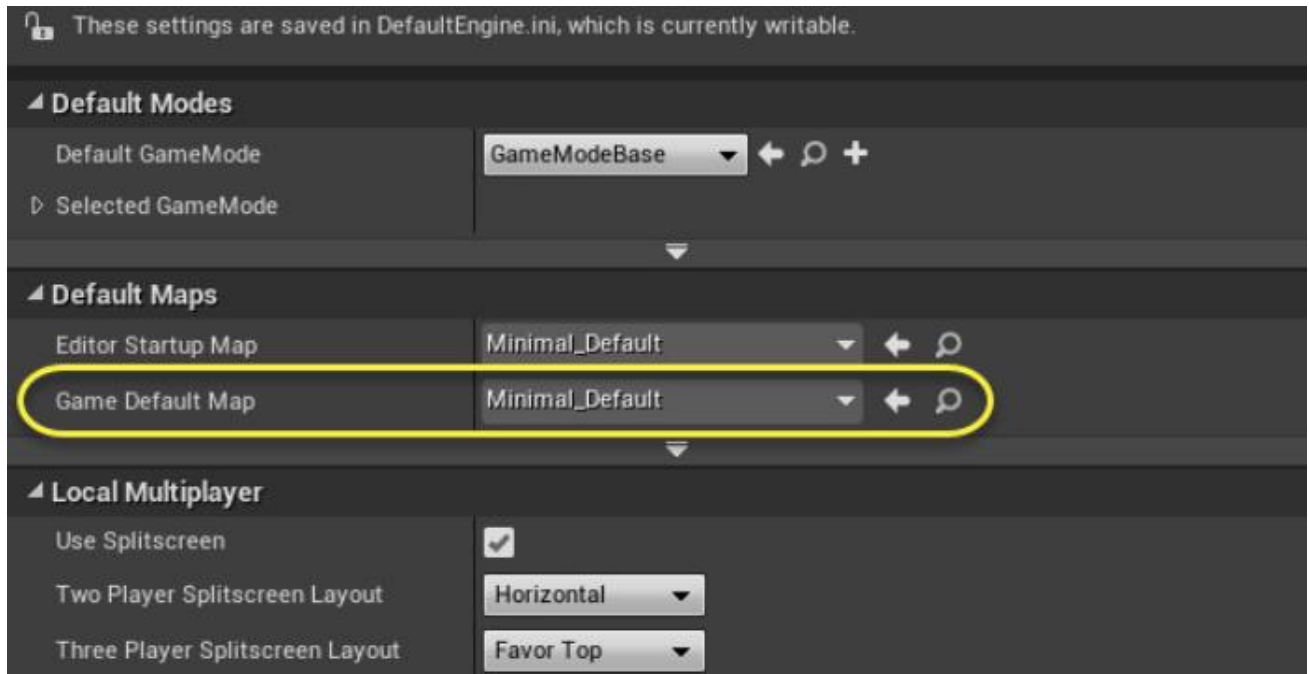 These settings are saved in DefaultEngine.ini, which is currently writable.
Default Modes
Default GameMode GameModeBase
Selected GameMode
Default Maps
Editor Startup Map Minimal_Default
Game Default Map Minimal_Default
Local Multiplayer
Use Splitscreen
Two Player Splitscreen Layout Horizontal
Three Player Splitscreen Layout Favor Top